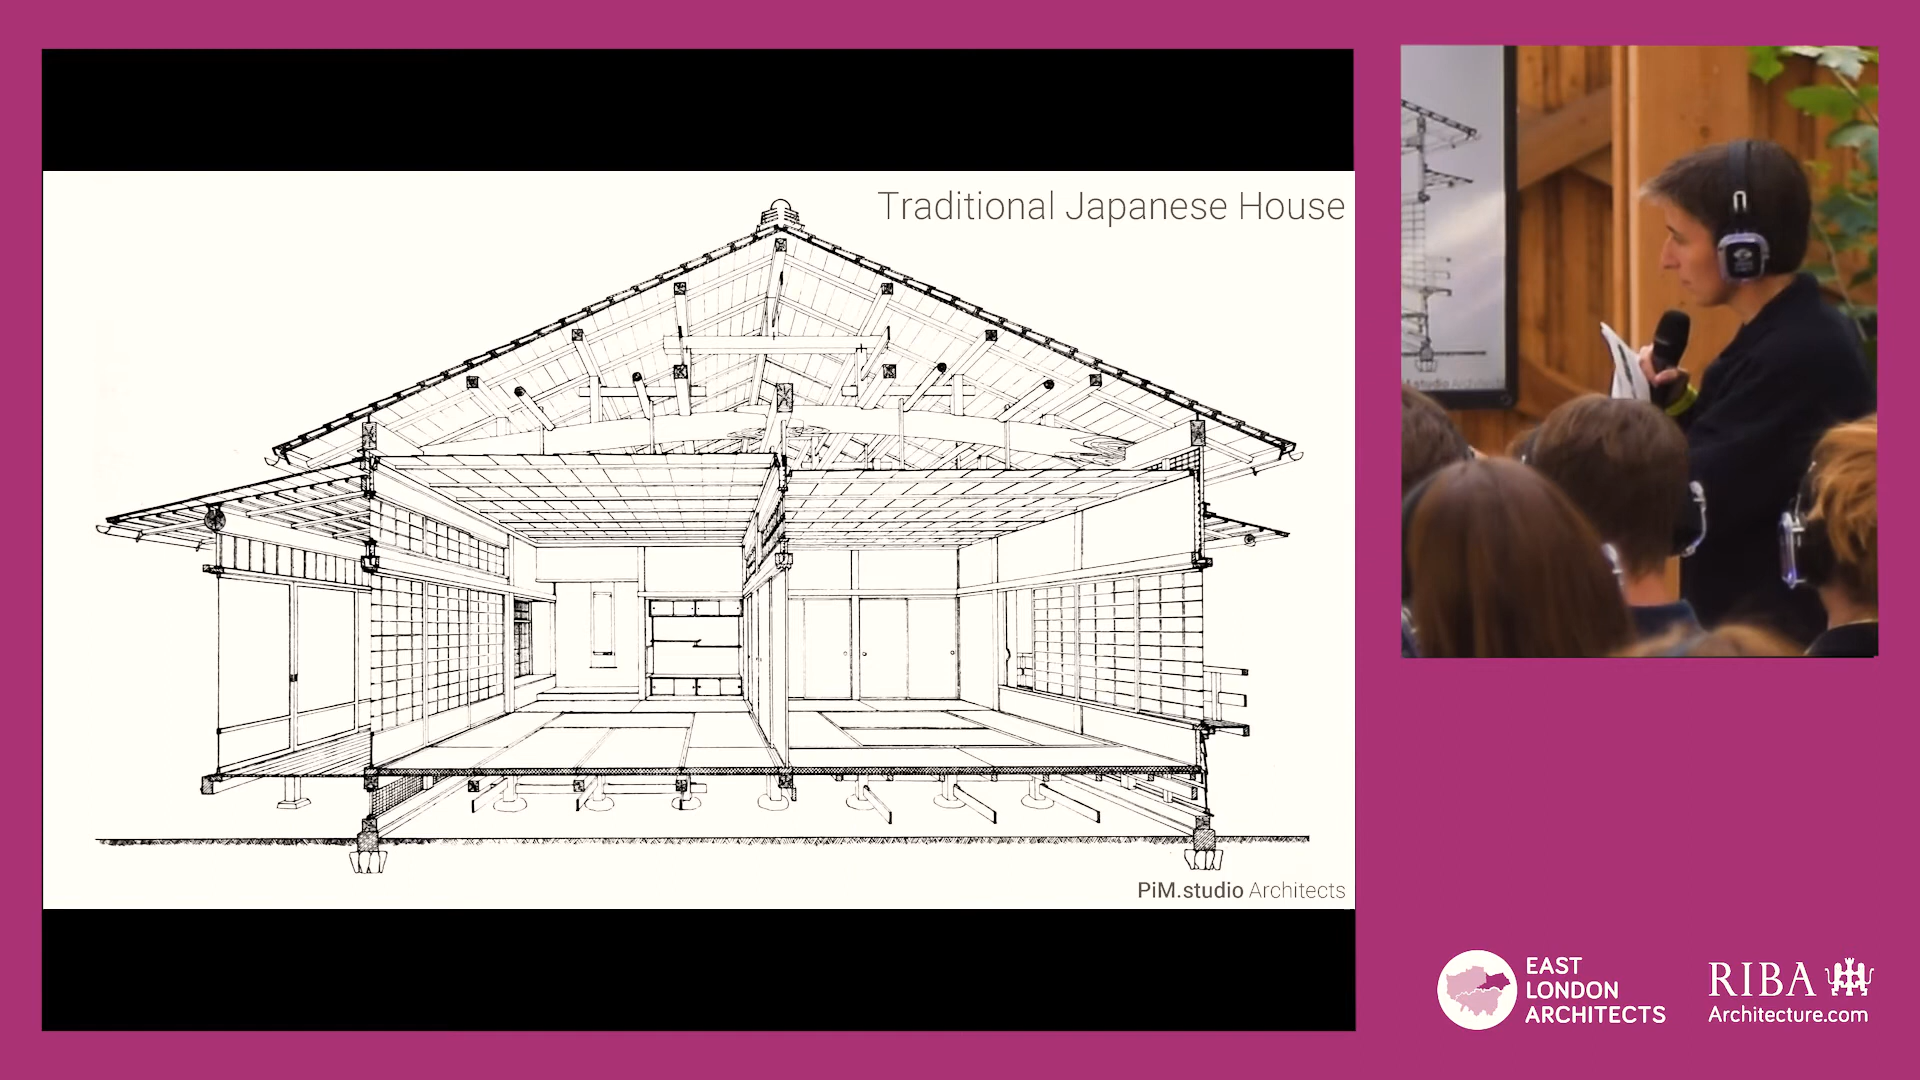 Traditional Japanese House
PiM.studio Architects
EAST
LONDON
ARCHITECTS
RIBA
Architecture.com